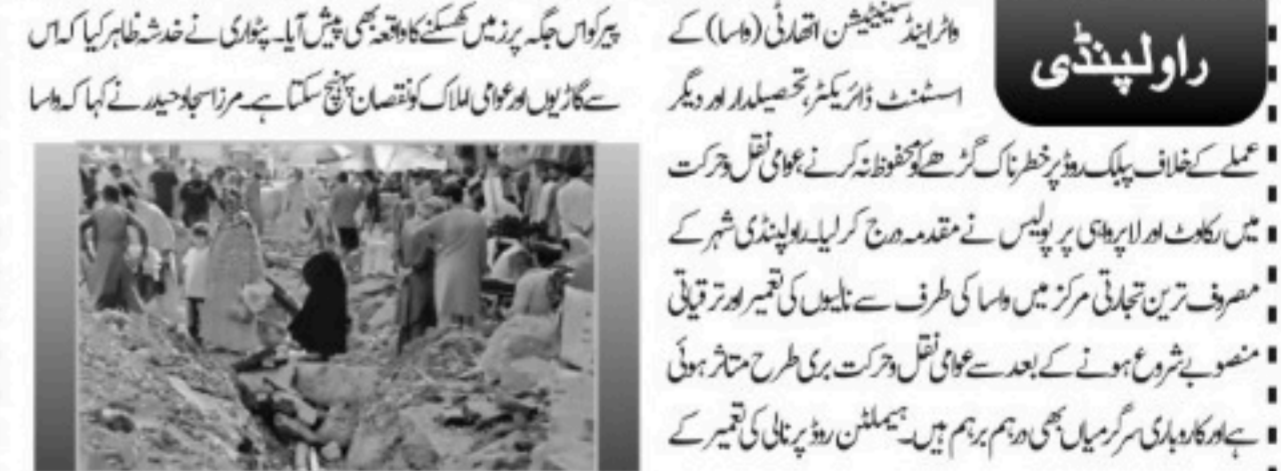 راولپنڈی
واٹر اینڈ سینیٹیشن اتھارٹی (واسا) کے
اسسٹنٹ ڈائریکٹر، تحصیلدار اور دیگر
عملے کے خلاف پبلک روڈ پر خطرناک گڑھے کو محفوظ نہ کرنے، عوامی نقل و حرکت
میں رکاوٹ اور لاپرواہی پر پولیس نے مقدمہ درج کر لیا۔ راولپنڈی شہر کے
مصروف ترین تجارتی مرکز میں واسا کی طرف سے نالیوں کی تعمیر اور ترقیاتی
منصوبے شروع ہونے کے بعد سے عوامی نقل و حرکت بری طرح متاثر ہوئی
ہے اور کاروباری سرگرمیاں بھی درہم برہم ہیں۔ ہیملٹن روڈ پر نالی کی تعمیر کے
پیر کو اس جگہ پر زمیں کھسکنے کا واقعہ بھی پیش آیا۔ پٹواری نے خدشہ ظاہر کیا کہ اس
سے گاڑیوں اور عوامی املاک کو نقصان پہنچ سکتا ہے۔ مرزا سجاد حیدر نے کہا کہ واسا